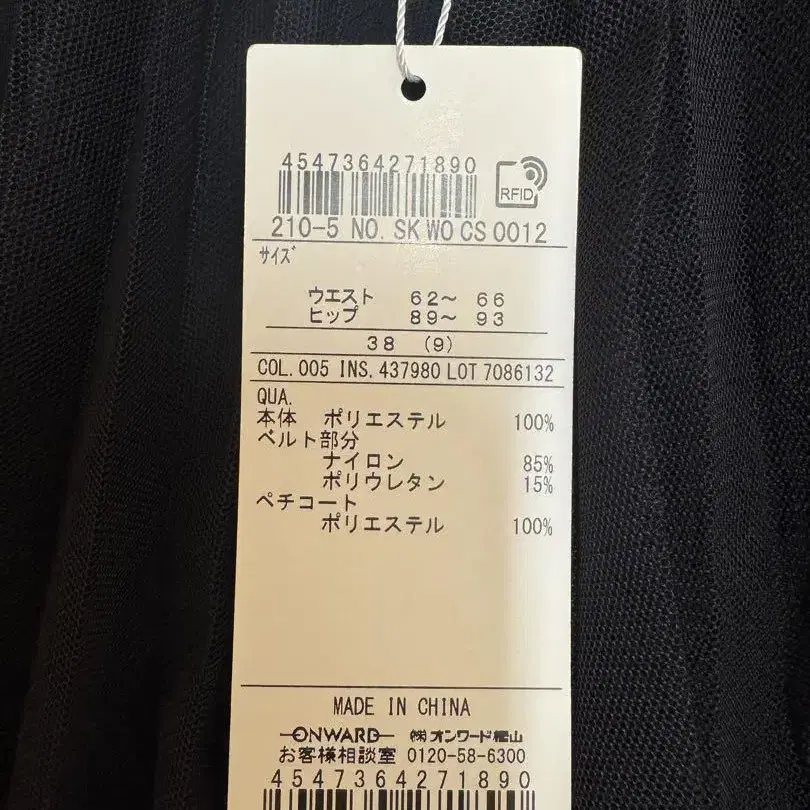 4547364271890
RFID
210-5 NO. SKWOCS0012
サイズ
ウエスト 62～ 66
ヒップ 89～ 93
38 (9)
COL. 005 INS. 437980 LOT 7086132
QUA.
本体 ポリエステル 100%
ベルト部分
ナイロン 85%
ポリウレタン 15%
ペチコート
ポリエステル 100%
MADE IN CHINA
ONWARD ㈱オンワード樫山
お客様相談室 0120-58-6300
4547364271890